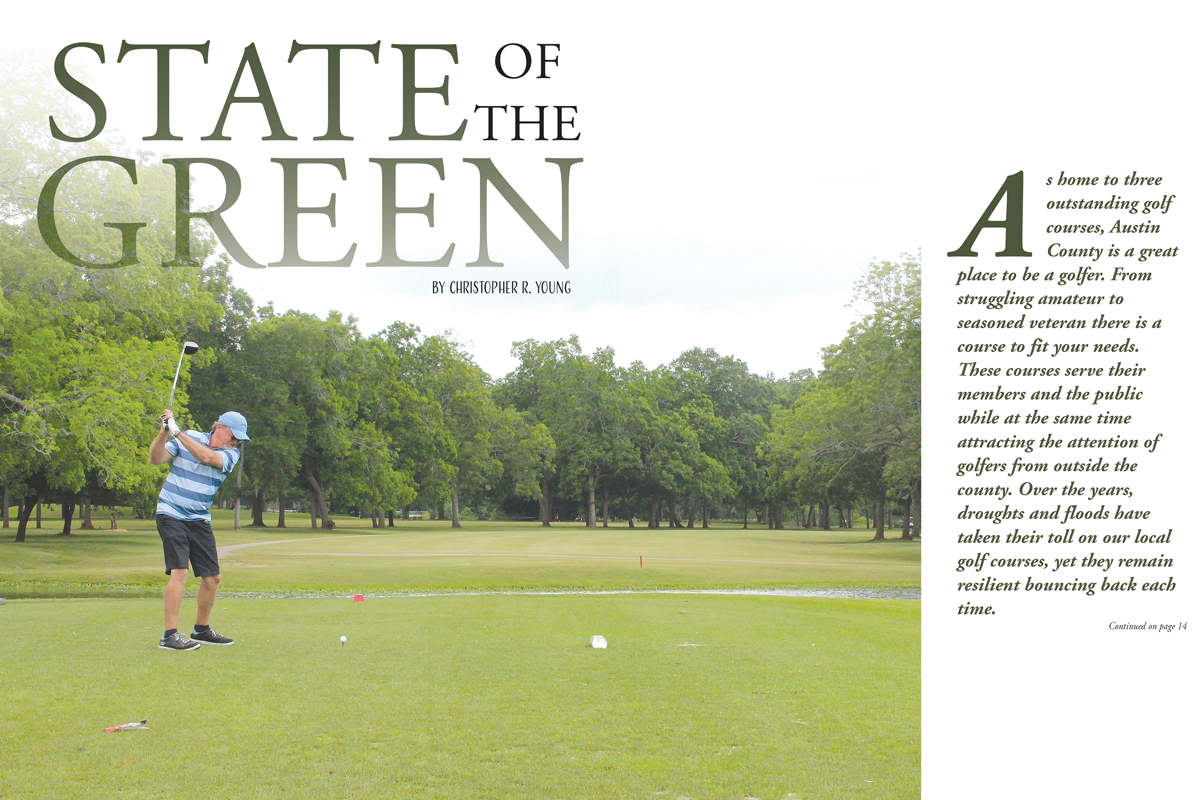 STATE OF
THE
GREEN
BY CHRISTOPHER R. YOUNG
As home to three
outstanding golf
courses, Austin
County is a great
place to be a golfer. From
struggling amateur to
seasoned veteran there is a
course to fit your needs.
These courses serve their
members and the public
while at the same time
attracting the attention of
golfers from outside the
county. Over the years,
droughts and floods have
taken their toll on our local
golf courses, yet they remain
resilient bouncing back each
time.
Continued on page 14